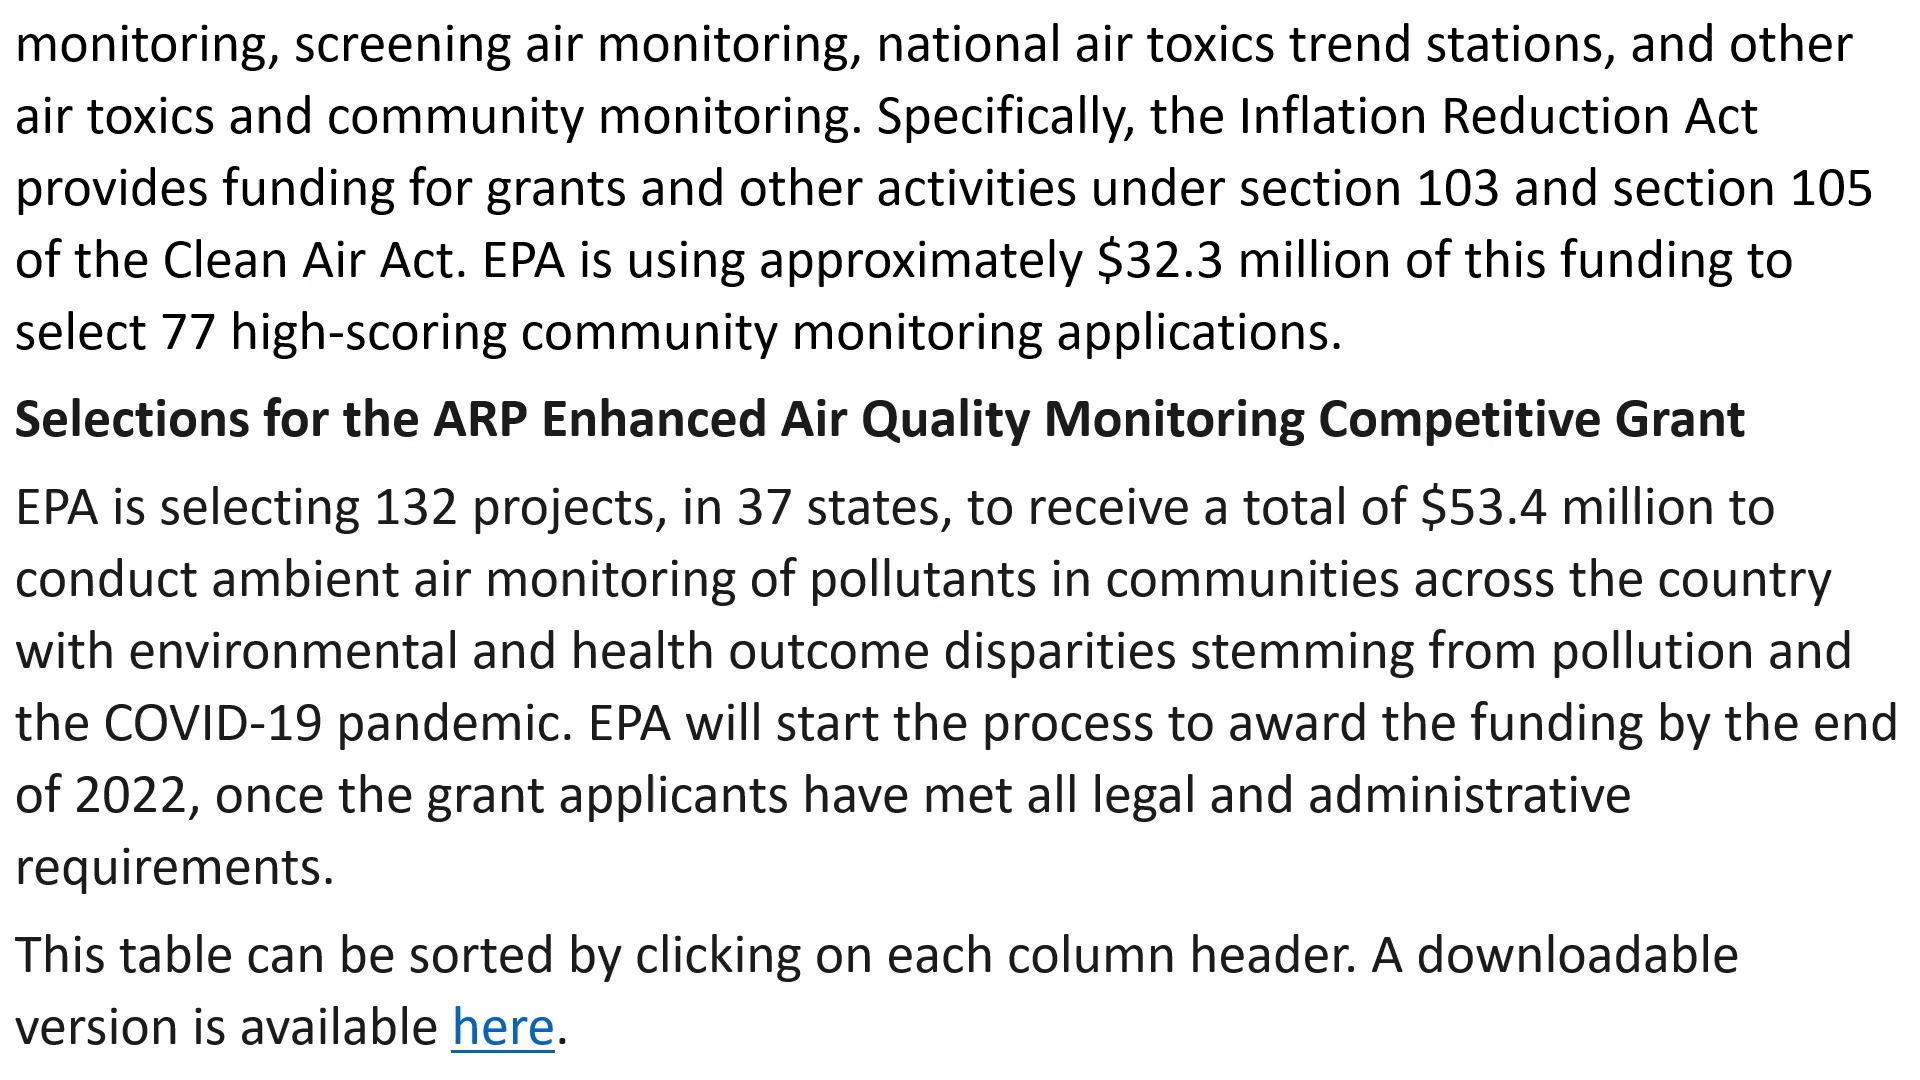 monitoring, screening air monitoring, national air toxics trend stations, and other
air toxics and community monitoring. Specifically, the Inflation Reduction Act
provides funding for grants and other activities under section 103 and section 105
of the Clean Air Act. EPA is using approximately $32.3 million of this funding to
select 77 high-scoring community monitoring applications.
Selections for the ARP Enhanced Air Quality Monitoring Competitive Grant
EPA is selecting 132 projects, in 37 states, to receive a total of $53.4 million to
conduct ambient air monitoring of pollutants in communities across the country
with environmental and health outcome disparities stemming from pollution and
the COVID-19 pandemic. EPA will start the process to award the funding by the end
of 2022, once the grant applicants have met all legal and administrative
requirements.
This table can be sorted by clicking on each column header. A downloadable
version is available here.